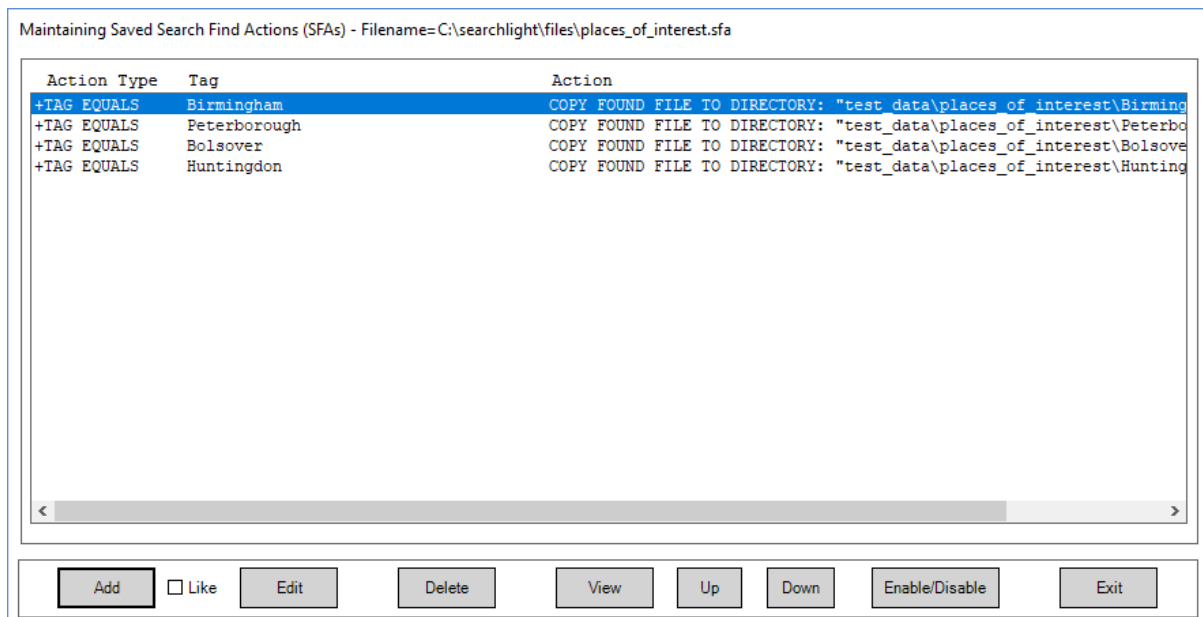 Maintaining Saved Search Find Actions (SFAs) - Filename=C:\searchlight\files\places_of_interest.sfa
Action Type Tag Action
+TAG EQUALS Birmingham COPY FOUND FILE TO DIRECTORY: "test_data\places_of_interest\Birming
+TAG EQUALS Peterborough COPY FOUND FILE TO DIRECTORY: "test_data\places_of_interest\Peterbo
+TAG EQUALS Bolsover COPY FOUND FILE TO DIRECTORY: "test_data\places_of_interest\Bolsove
+TAG EQUALS Huntingdon COPY FOUND FILE TO DIRECTORY: "test_data\places_of_interest\Hunting
Add Like Edit Delete View Up Down Enable/Disable Exit